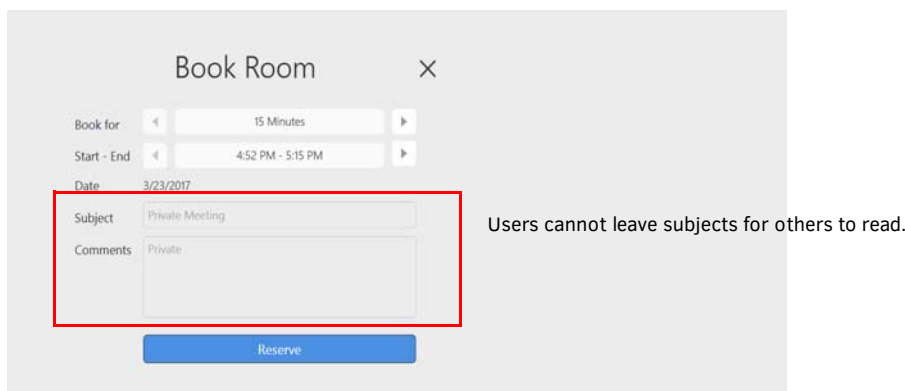 Book Room
Book for 15 Minutes
Start - End 4:52 PM - 5:15 PM
Date 3/23/2017
Subject Private Meeting
Users cannot leave subjects for others to read.
Comments Private
Reserve